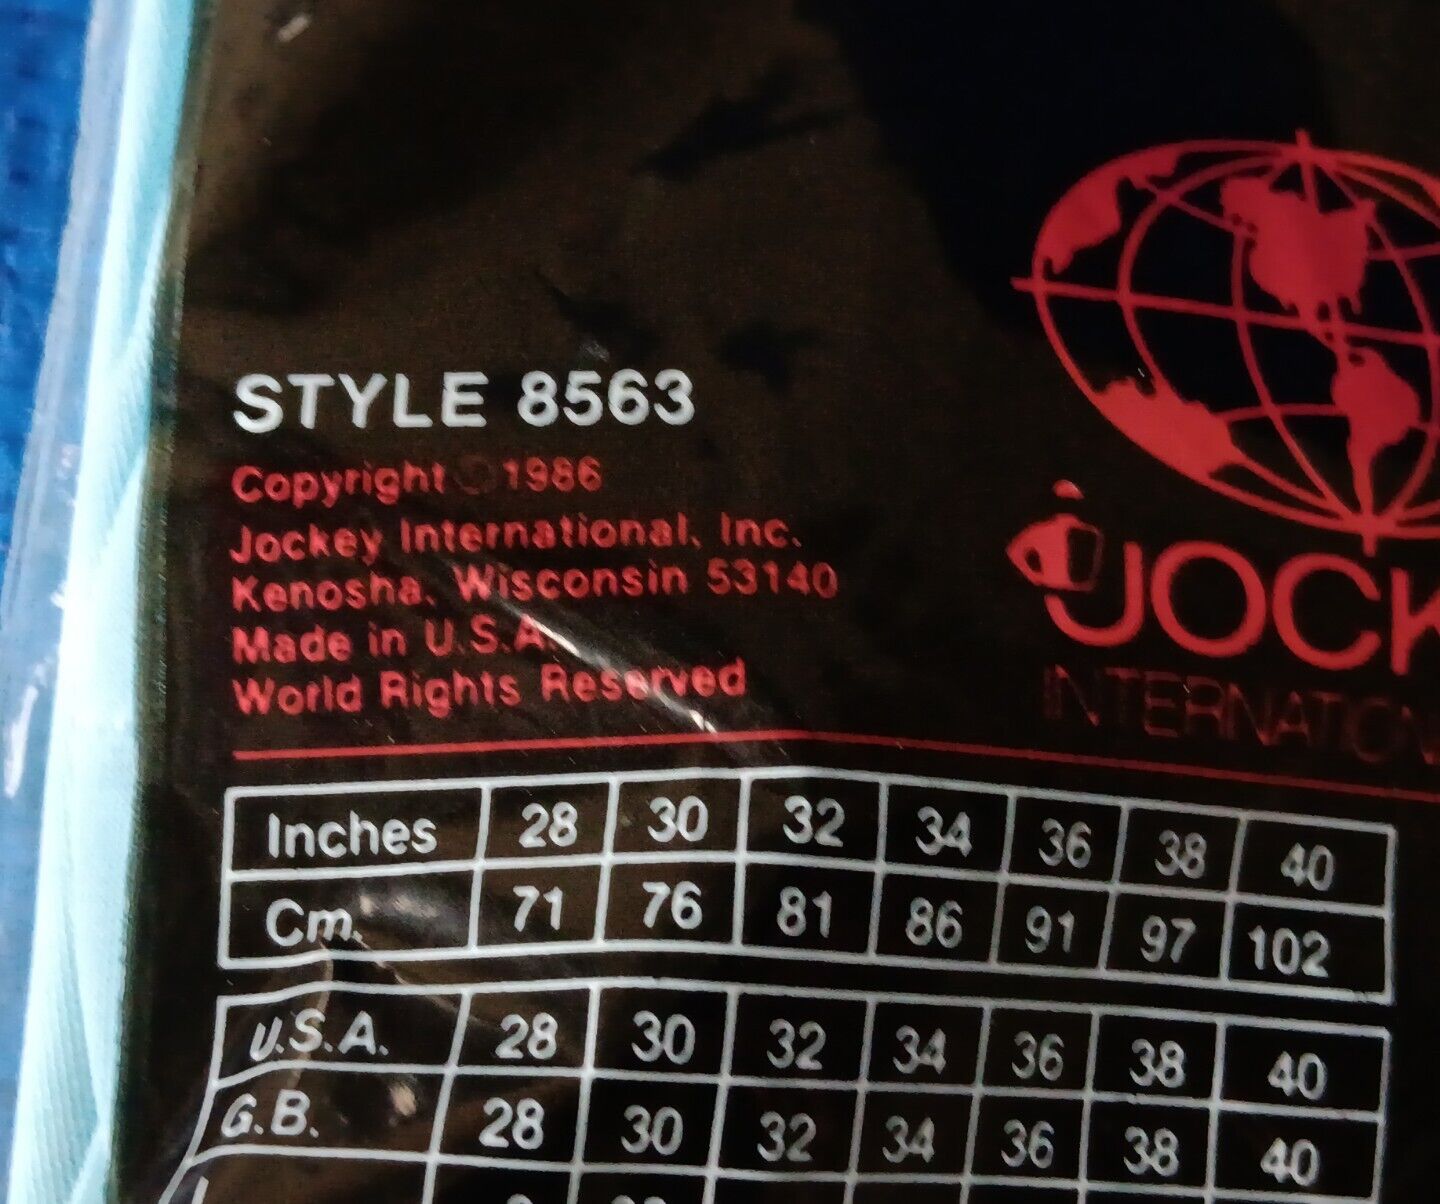 STYLE 8563
Copyright © 1986
Jockey International, Inc.
Kenosha, Wisconsin 53140
Made in U.S.A.
World Rights Reserved
JOCK
INTERNATION
Inches 28 30 32 34 36 38 40
Cm. 71 76 81 86 91 97 102
U.S.A. 28 30 32 34 36 38 40
G.B. 28 30 32 34 36 38 40